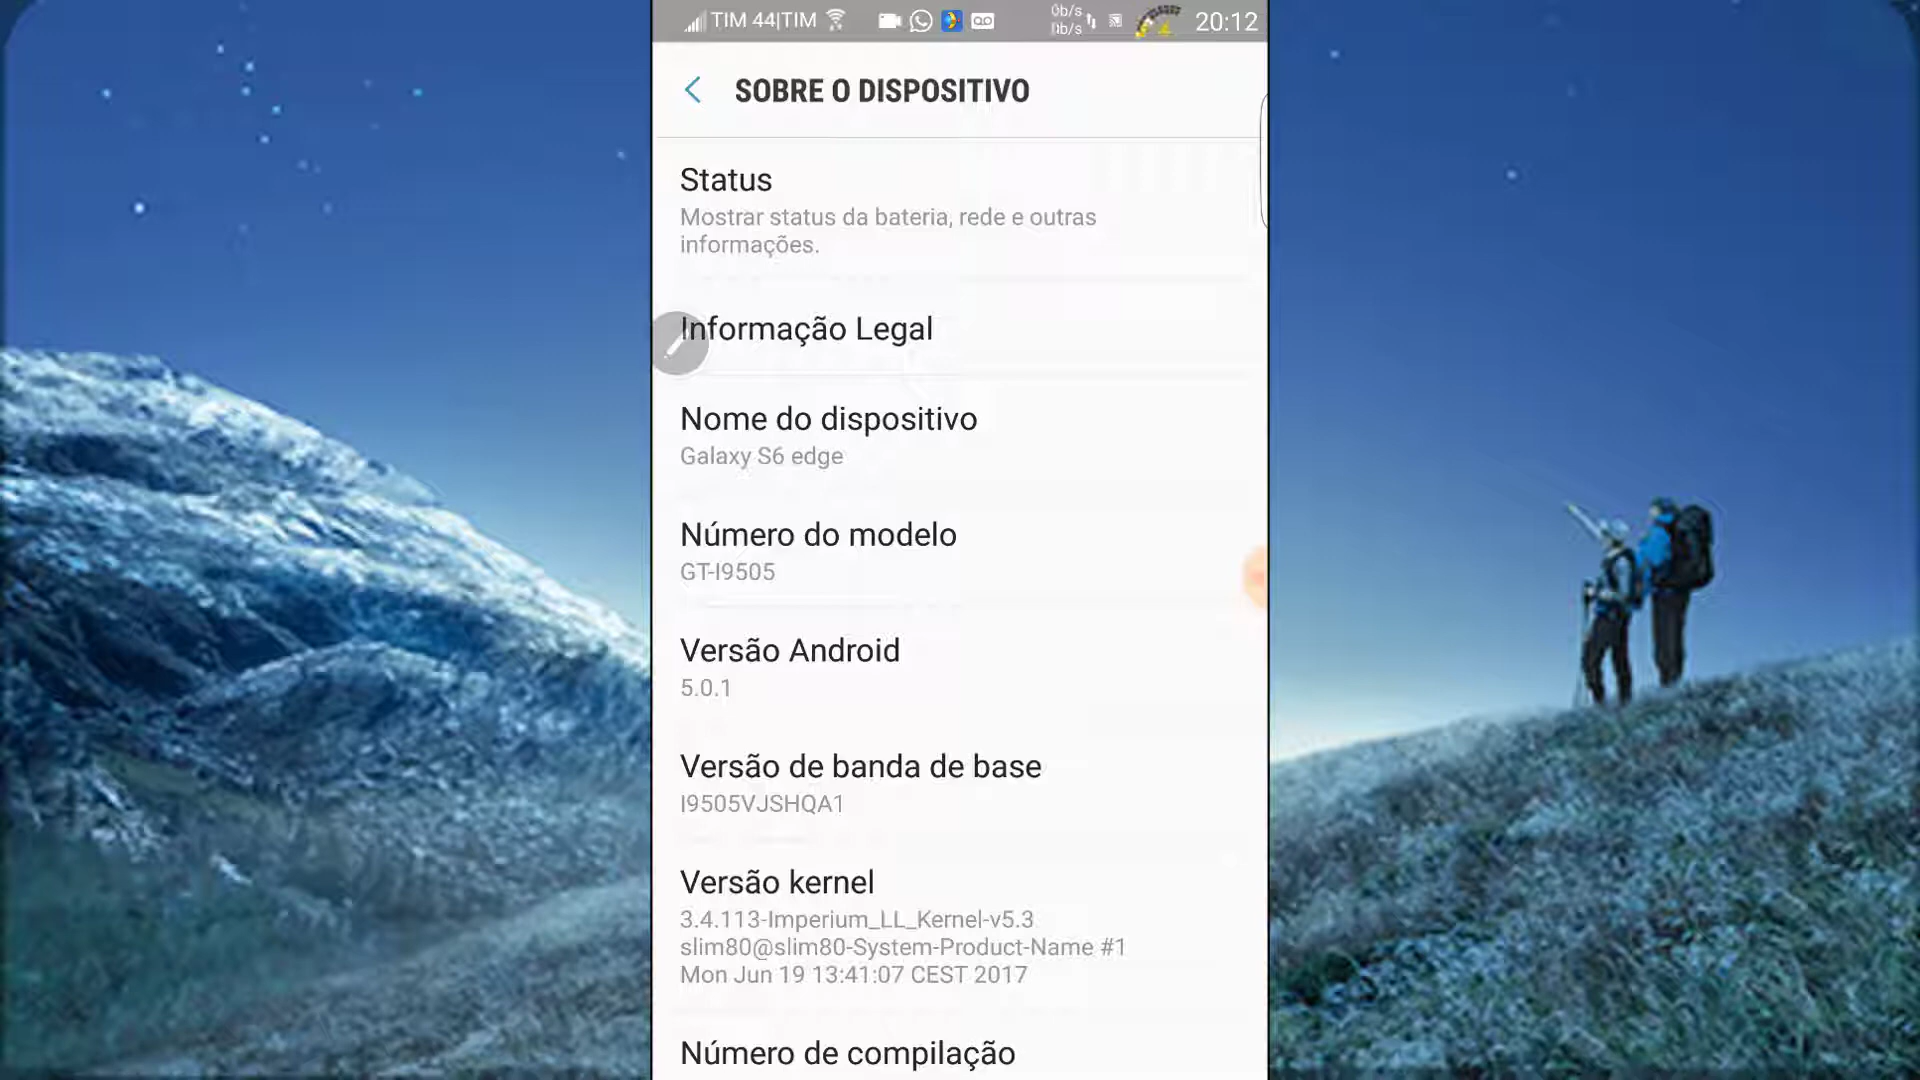 TIM 44|TIM
0b/s
0b/s
20:12
SOBRE O DISPOSITIVO
Status
Mostrar status da bateria, rede e outras
informações.
Informação Legal
Nome do dispositivo
Galaxy S6 edge
Número do modelo
GT-I9505
Versão Android
5.0.1
Versão de banda de base
I9505VJSHQA1
Versão kernel
3.4.113-Imperium_LL_Kernel-v5.3
slim80@slim80-System-Product-Name #1
Mon Jun 19 13:41:07 CEST 2017
Número de compilação